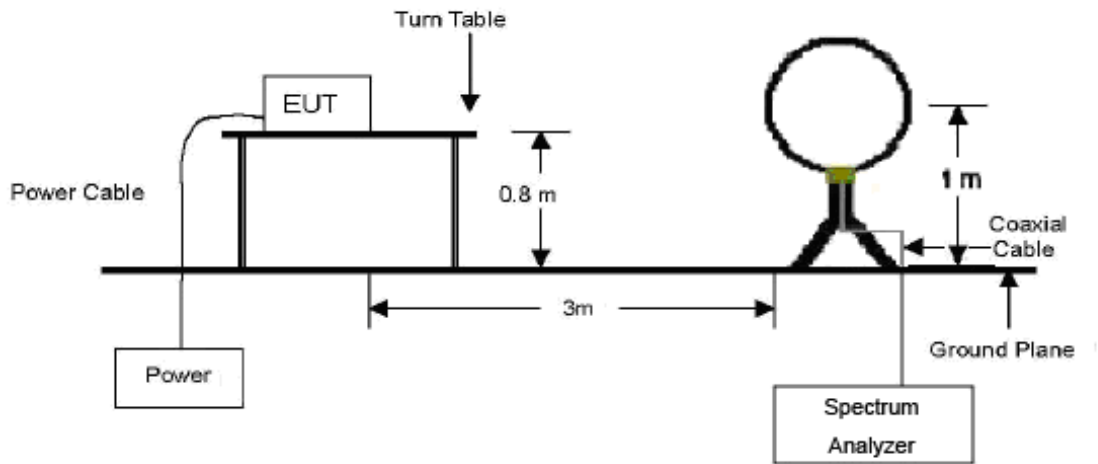 Turn Table
EUT
Power Cable
0.8 m
1 m
Coaxial
Cable
3m
Ground Plane
Power
Spectrum
Analyzer